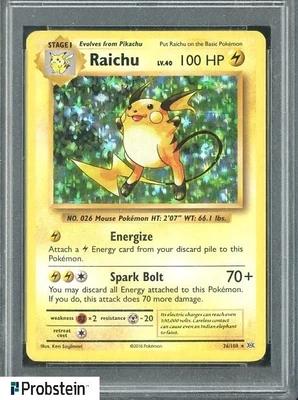 STAGE 1 Evolves from Pikachu Put Raichu on the Basic Pokémon
Raichu LV.40 100 HP
NO. 026 Mouse Pokémon HT: 2'07" WT: 66.1 lbs.
Energize
Attach a Energy card from your discard pile to this
Pokémon.
Spark Bolt 70+
You may discard all Energy attached to this Pokémon.
If you do, this attack does 70 more damage.
weakness ×2 resistance -20
retreat
cost
Its electric charges can reach even
100,000 volts. Careless contact
can cause even an Indian elephant
to faint.
Illus. Ken Sugimori ©2016 Pokémon 36/108
Probstein